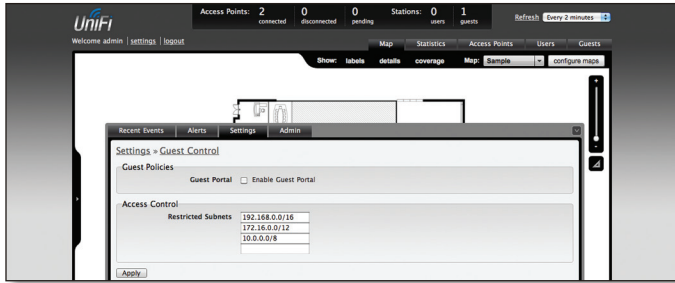 UniFi
Access Points: 2 connected 0 disconnected 0 pending Stations: 0 users 1 guests
Refresh Every 2 minutes
Welcome admin | settings | logout
Map Statistics Access Points Users Guests
Show: labels details coverage Map: Sample configure maps
Recent Events Alerts Settings Admin
Settings » Guest Control
Guest Policies
Guest Portal Enable Guest Portal
Access Control
Restricted Subnets 192.168.0.0/16
172.16.0.0/12
10.0.0.0/8
Apply